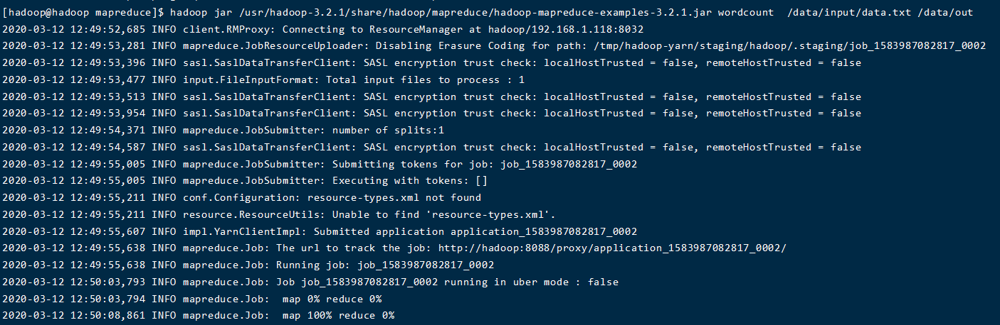 [hadoop@hadoop mapreduce]$ hadoop jar /usr/hadoop-3.2.1/share/hadoop/mapreduce/hadoop-mapreduce-examples-3.2.1.jar wordcount  /data/input/data.txt /data/out
2020-03-12 12:49:52,685 INFO client.RMProxy: Connecting to ResourceManager at hadoop/192.168.1.118:8032
2020-03-12 12:49:53,281 INFO mapreduce.JobResourceUploader: Disabling Erasure Coding for path: /tmp/hadoop-yarn/staging/hadoop/.staging/job_1583987082817_0002
2020-03-12 12:49:53,396 INFO sasl.SaslDataTransferClient: SASL encryption trust check: localHostTrusted = false, remoteHostTrusted = false
2020-03-12 12:49:53,477 INFO input.FileInputFormat: Total input files to process : 1
2020-03-12 12:49:53,513 INFO sasl.SaslDataTransferClient: SASL encryption trust check: localHostTrusted = false, remoteHostTrusted = false
2020-03-12 12:49:53,954 INFO sasl.SaslDataTransferClient: SASL encryption trust check: localHostTrusted = false, remoteHostTrusted = false
2020-03-12 12:49:54,371 INFO mapreduce.JobSubmitter: number of splits:1
2020-03-12 12:49:54,587 INFO sasl.SaslDataTransferClient: SASL encryption trust check: localHostTrusted = false, remoteHostTrusted = false
2020-03-12 12:49:55,005 INFO mapreduce.JobSubmitter: Submitting tokens for job: job_1583987082817_0002
2020-03-12 12:49:55,005 INFO mapreduce.JobSubmitter: Executing with tokens: []
2020-03-12 12:49:55,211 INFO conf.Configuration: resource-types.xml not found
2020-03-12 12:49:55,211 INFO resource.ResourceUtils: Unable to find 'resource-types.xml'.
2020-03-12 12:49:55,607 INFO impl.YarnClientImpl: Submitted application application_1583987082817_0002
2020-03-12 12:49:55,638 INFO mapreduce.Job: The url to track the job: http://hadoop:8088/proxy/application_1583987082817_0002/
2020-03-12 12:49:55,638 INFO mapreduce.Job: Running job: job_1583987082817_0002
2020-03-12 12:50:03,793 INFO mapreduce.Job: Job job_1583987082817_0002 running in uber mode : false
2020-03-12 12:50:03,794 INFO mapreduce.Job:  map 0% reduce 0%
2020-03-12 12:50:08,861 INFO mapreduce.Job:  map 100% reduce 0%